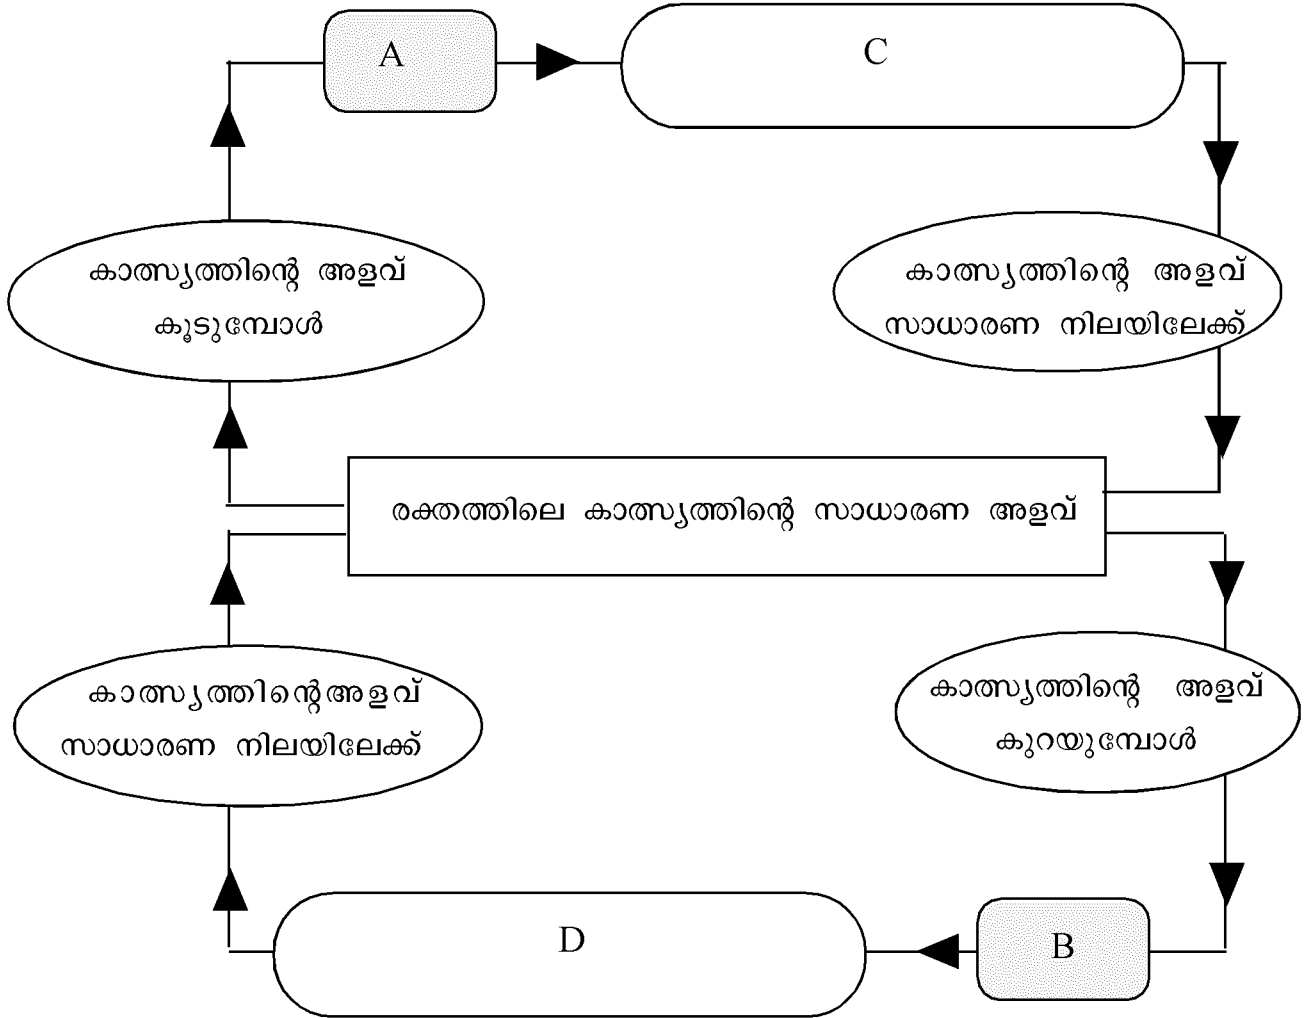 A
C
കാത്സ്യത്തിന്റെ അളവ്
കൂടുമ്പോൾ
കാത്സ്യത്തിന്റെ അളവ്
സാധാരണ നിലയിലേക്ക്
രക്തത്തിലെ കാത്സ്യത്തിന്റെ സാധാരണ അളവ്
കാത്സ്യത്തിന്റെ അളവ്
സാധാരണ നിലയിലേക്ക്
കാത്സ്യത്തിന്റെ അളവ്
കുറയുമ്പോൾ
D
B